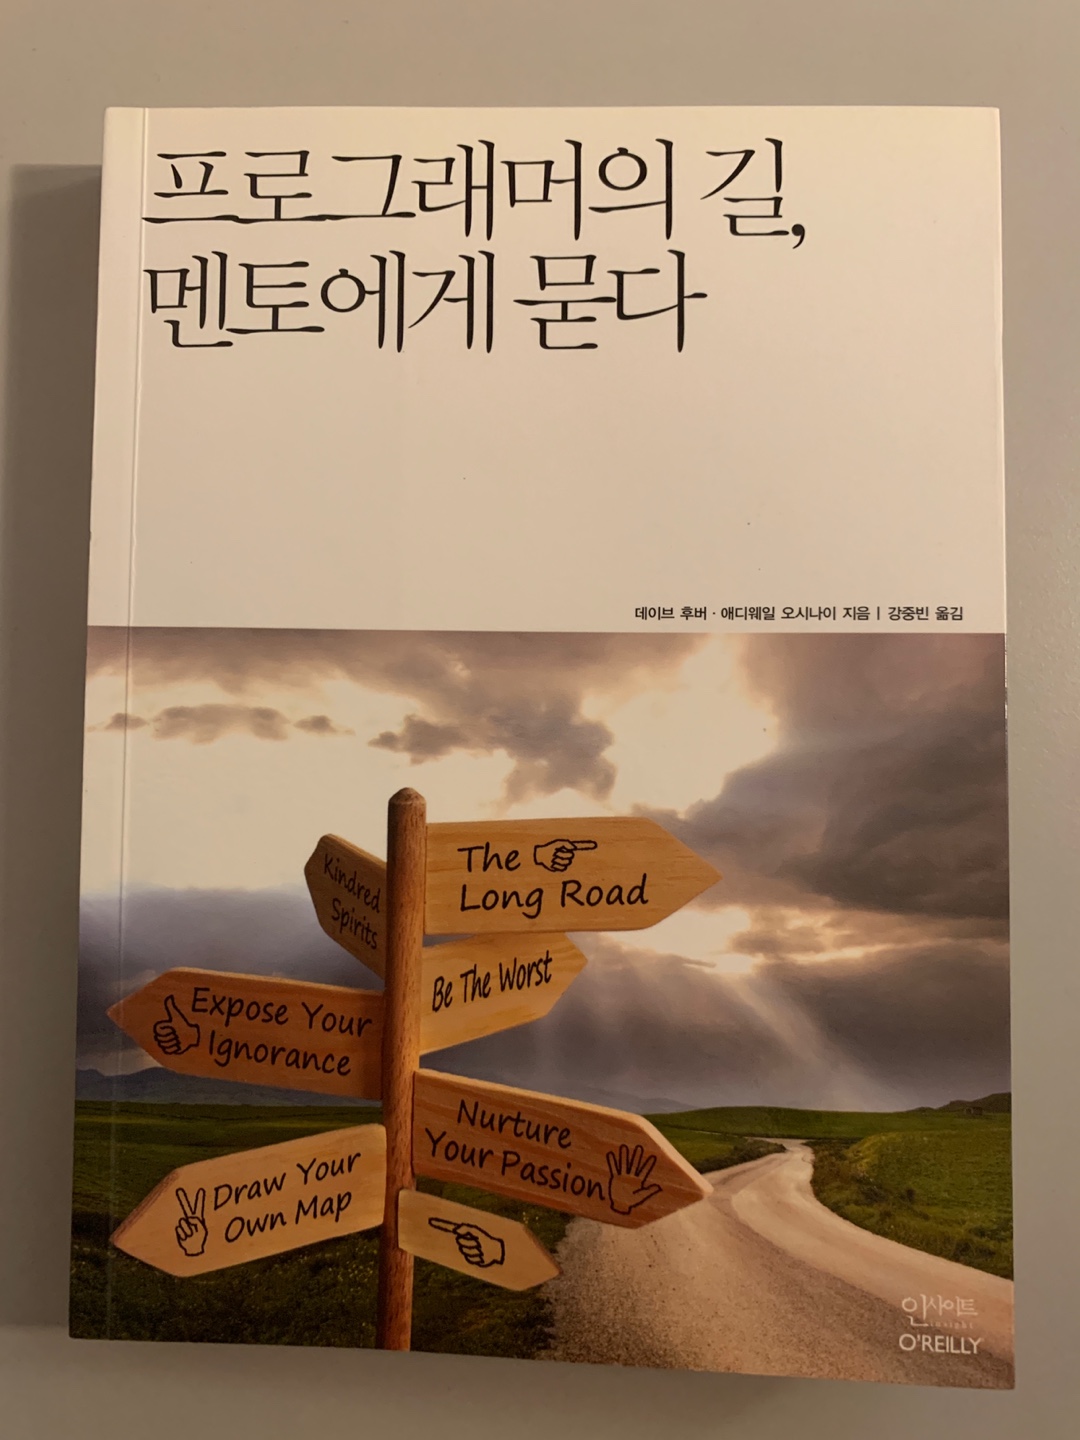 프로그래머의 길,
멘토에게 묻다
데이브 후버 · 애디웨일 오시나이 지음 | 강중빈 옮김
The
Long Road
Kindred
Spirits
Be The Worst
Expose Your
Ignorance
Nurture
Your Passion
Draw Your
Own Map
인사이트
insight
O'REILLY